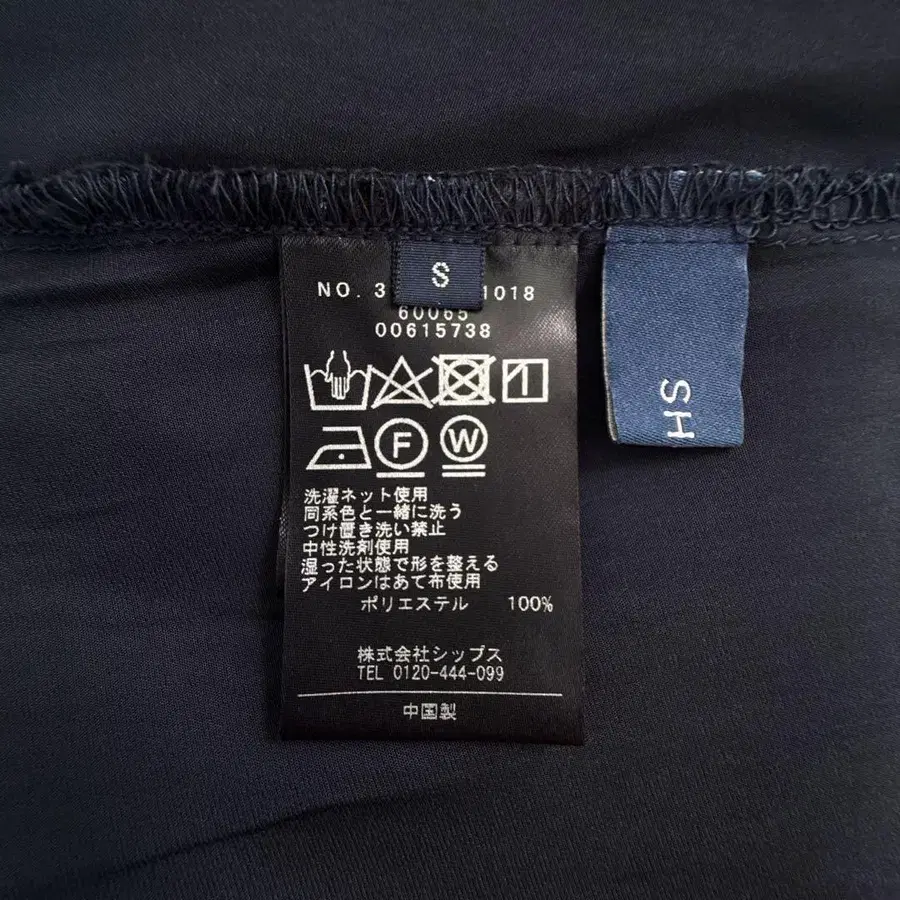 S
NO. 3 1018
60065
00615738
F W
洗濯ネット使用
同系色と一緒に洗う
つけ置き洗い禁止
中性洗剤使用
湿った状態で形を整える
アイロンはあて布使用
ポリエステル 100%
株式会社シップス
TEL 0120-444-099
中国製
SH